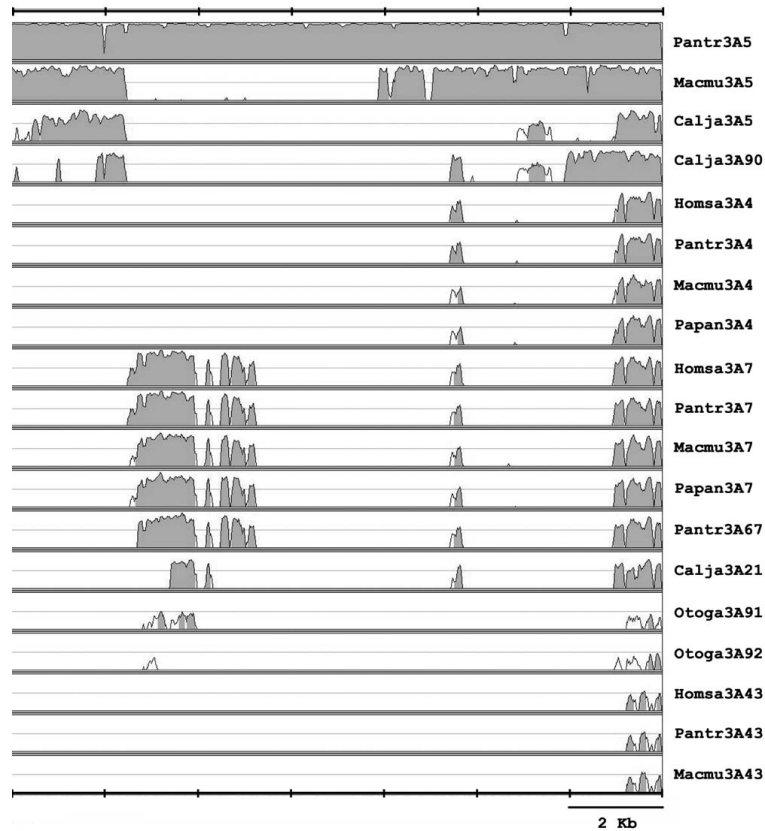 Pantr3A5
Macmu3A5
Calja3A5
Calja3A90
Homsa3A4
Pantr3A4
Macmu3A4
Papan3A4
Homsa3A7
Pantr3A7
Macmu3A7
Papan3A7
Pantr3A67
Calja3A21
Otoga3A91
Otoga3A92
Homsa3A43
Pantr3A43
Macmu3A43
2 Kb